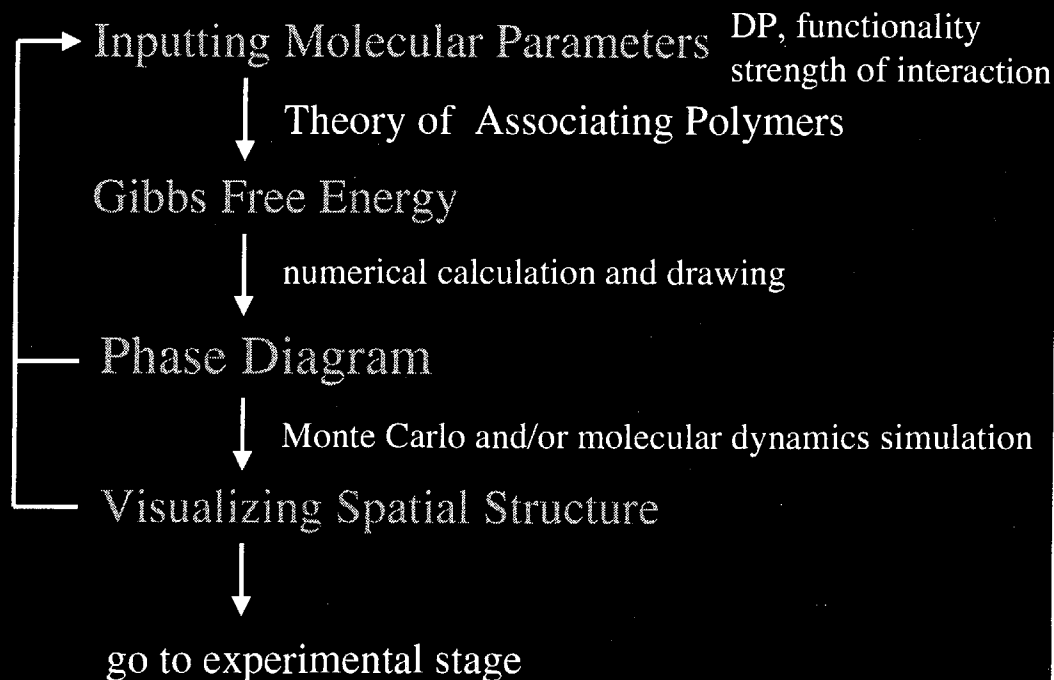 Inputting Molecular Parameters
DP, functionality
strength of interaction
Theory of Associating Polymers
Gibbs Free Energy
numerical calculation and drawing
Phase Diagram
Monte Carlo and/or molecular dynamics simulation
Visualizing Spatial Structure
go to experimental stage